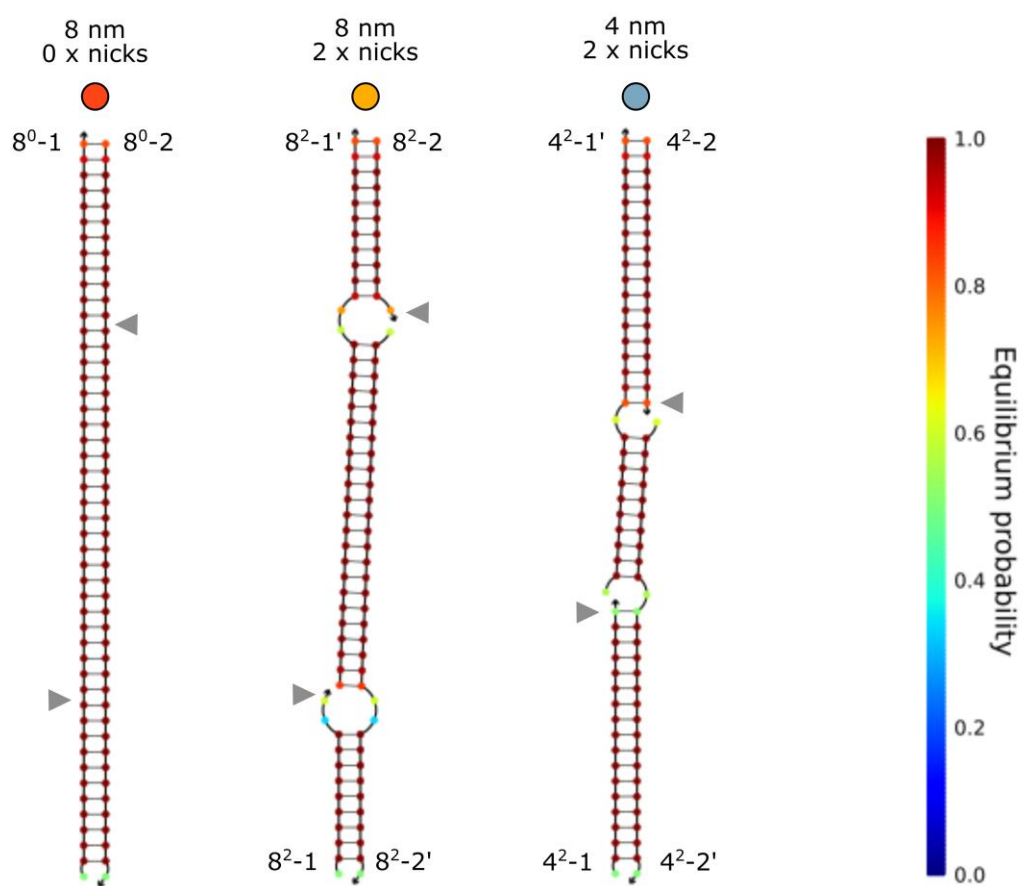 8 nm
0 x nicks
8 nm
2 x nicks
4 nm
2 x nicks
8⁰-1
8⁰-2
8²-1'
8²-2
4²-1'
4²-2
8²-1
8²-2'
4²-1
4²-2'
1.0
0.8
0.6
0.4
0.2
0.0
Equilibrium probability